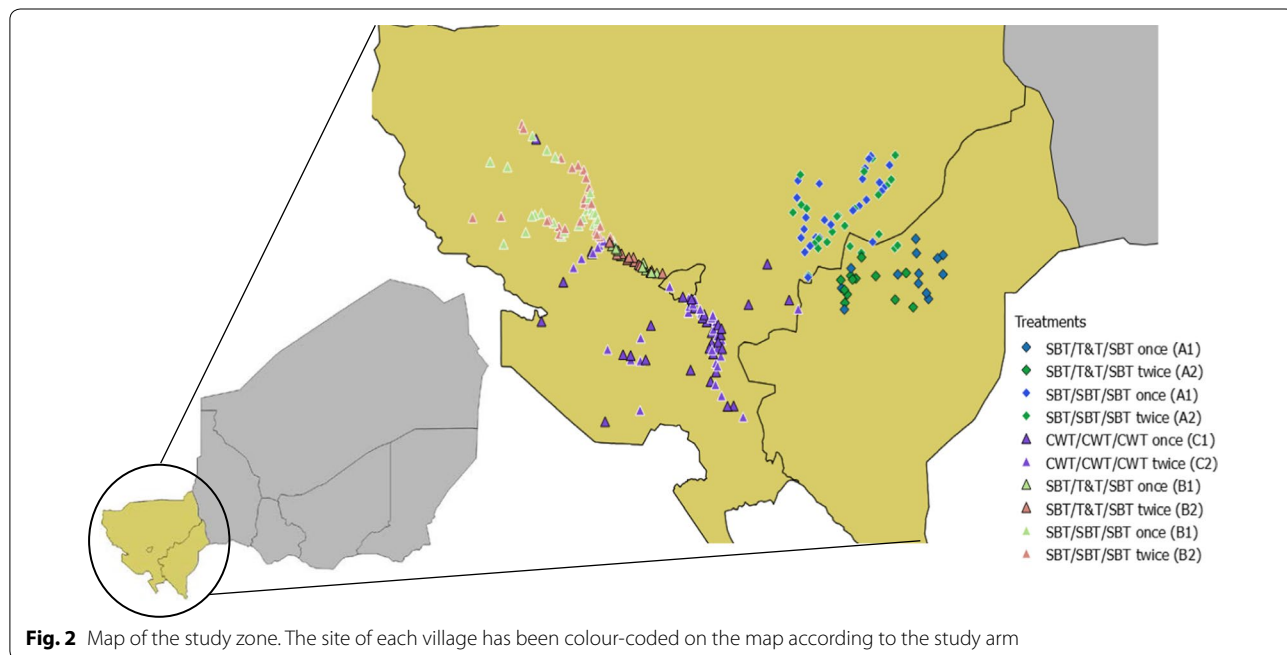 Treatments
SBT/T&T/SBT once (A1)
SBT/T&T/SBT twice (A2)
SBT/SBT/SBT once (A1)
SBT/SBT/SBT twice (A2)
CWT/CWT/CWT once (C1)
CWT/CWT/CWT twice (C2)
SBT/T&T/SBT once (B1)
SBT/T&T/SBT twice (B2)
SBT/SBT/SBT once (B1)
SBT/SBT/SBT twice (B2)
Fig. 2 Map of the study zone. The site of each village has been colour-coded on the map according to the study arm